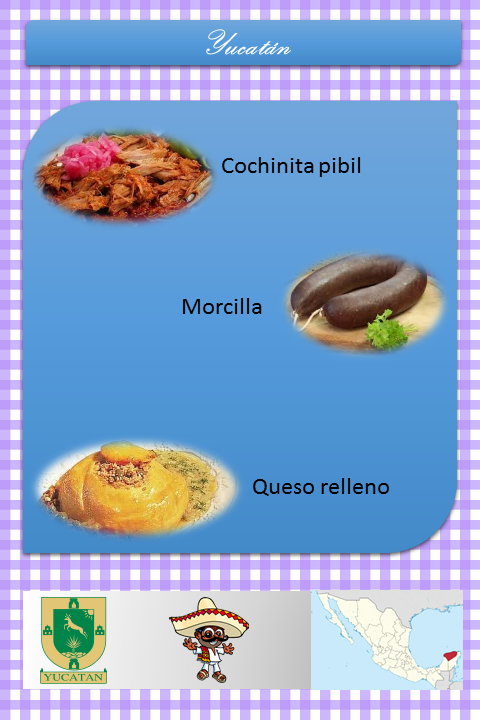 Yucatán
Cochinita pibil
Morcilla
Queso relleno
YUCATAN